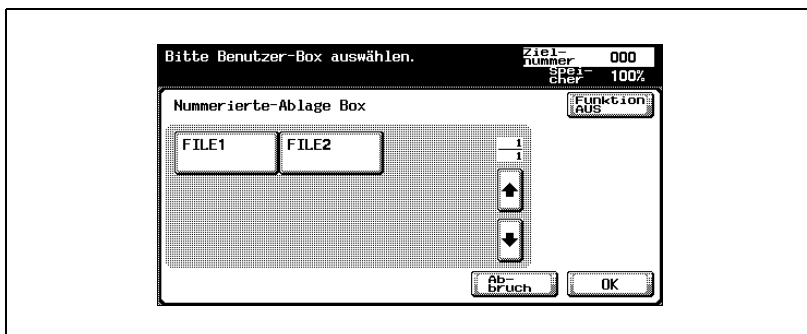 Bitte Benutzer-Box auswählen.
Ziel-
nummer 000
Spei-
cher 100%
Nummerierte-Ablage Box
Funktion
AUS
FILE1 FILE2
1
1
Ab-
bruch
OK